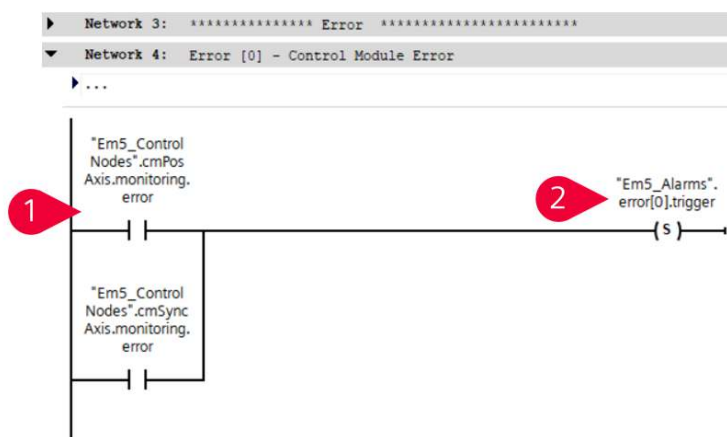 Network 3: *************** Error ************************
Network 4: Error [0] - Control Module Error
...
"Em5_Control
Nodes".cmPos
Axis.monitoring.
error
1
"Em5_Alarms".
error[0].trigger
2
S
"Em5_Control
Nodes".cmSync
Axis.monitoring.
error